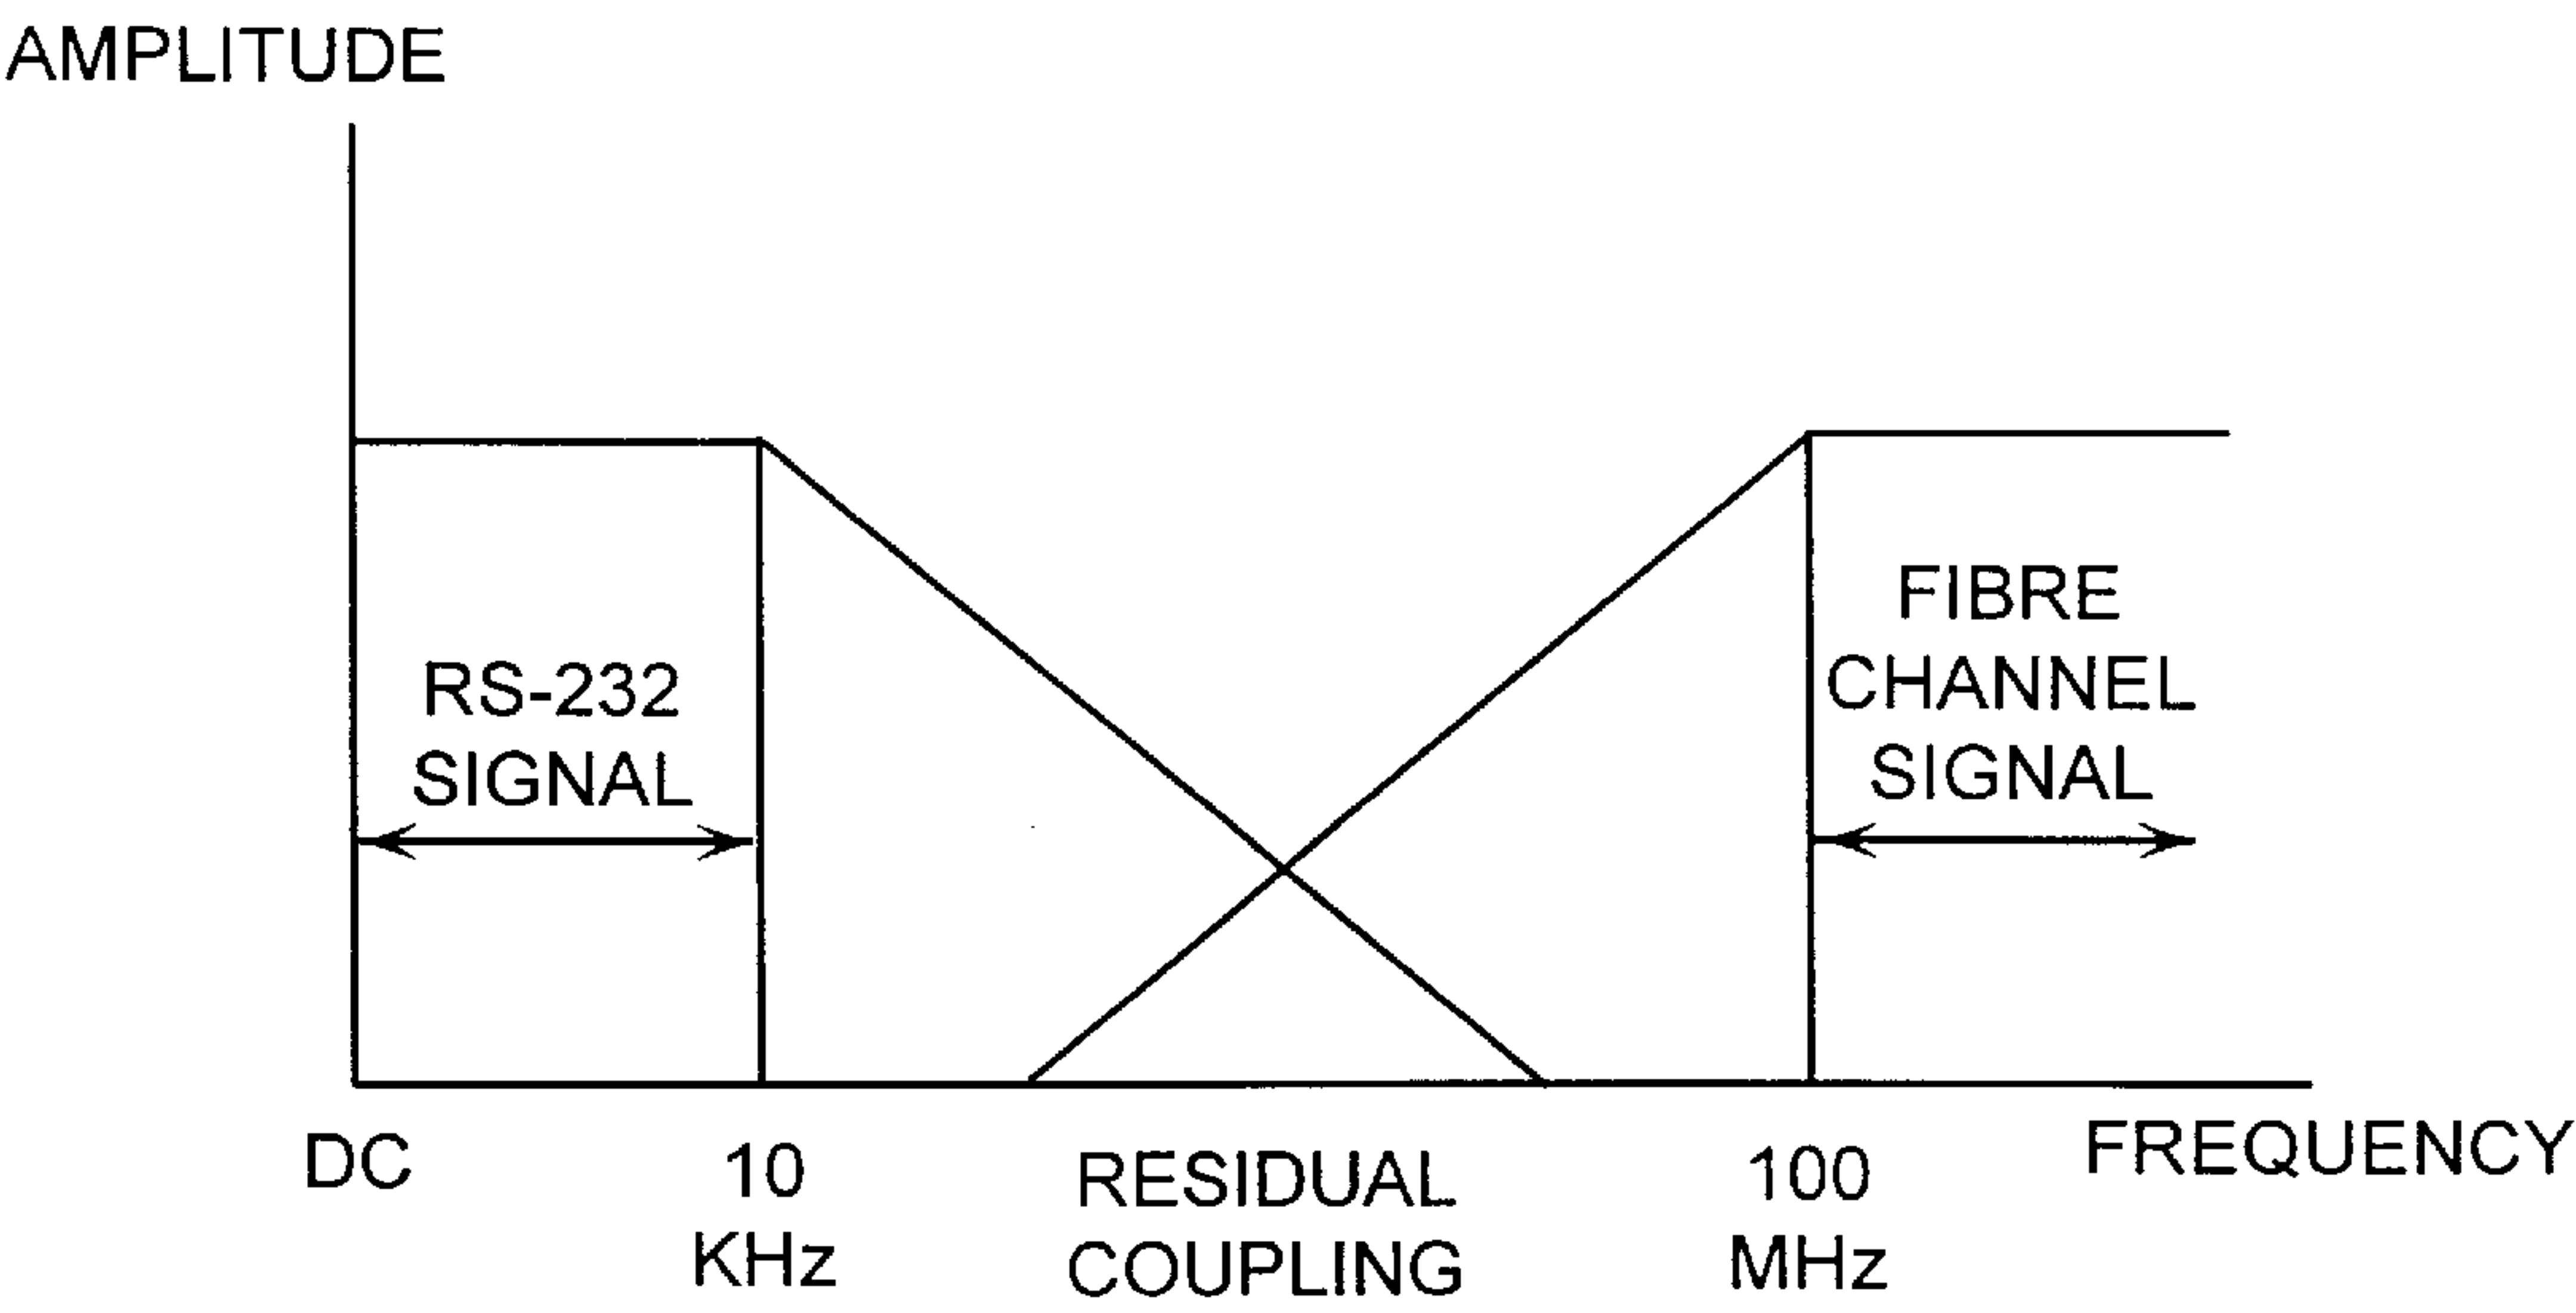 AMPLITUDE
RS-232
SIGNAL
FIBRE
CHANNEL
SIGNAL
DC
10
KHz
RESIDUAL
COUPLING
100
MHz
FREQUENCY